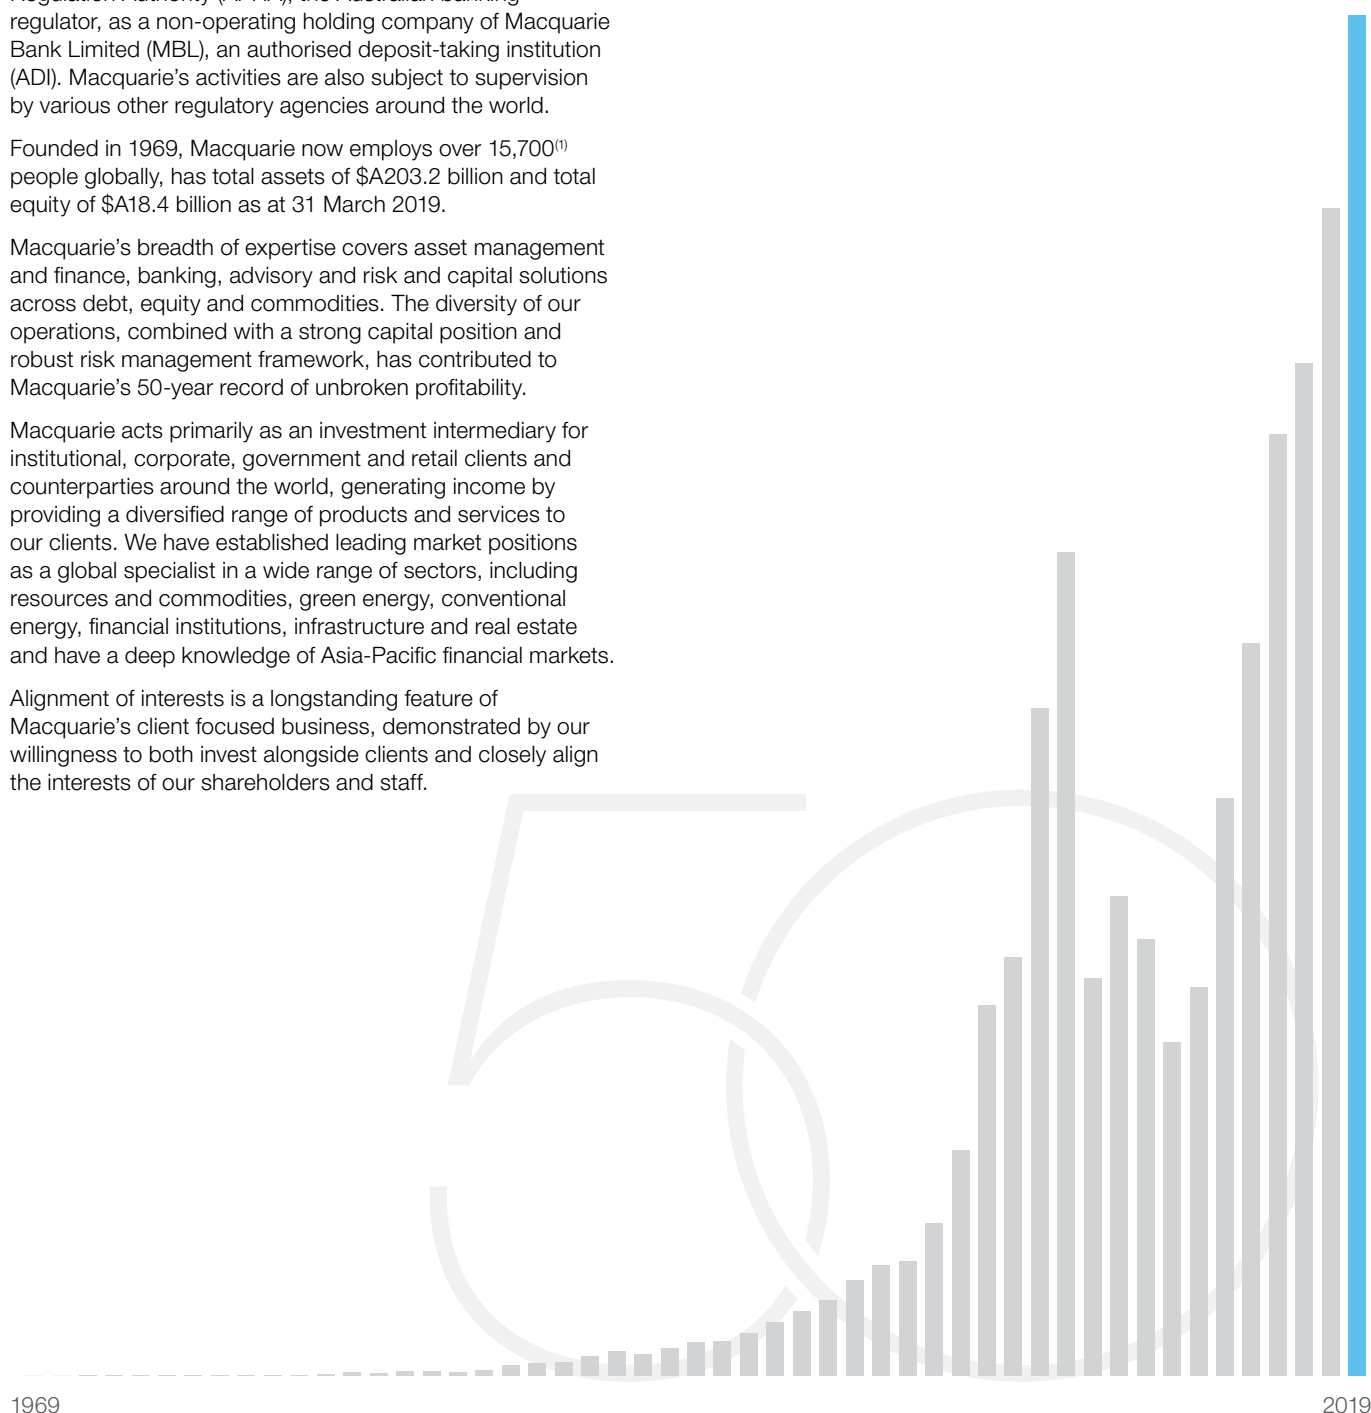 regulator, as a non-operating holding company of Macquarie
Bank Limited (MBL), an authorised deposit-taking institution
(ADI). Macquarie’s activities are also subject to supervision
by various other regulatory agencies around the world.
Founded in 1969, Macquarie now employs over 15,700(1)
people globally, has total assets of $A203.2 billion and total
equity of $A18.4 billion as at 31 March 2019.
Macquarie’s breadth of expertise covers asset management
and finance, banking, advisory and risk and capital solutions
across debt, equity and commodities. The diversity of our
operations, combined with a strong capital position and
robust risk management framework, has contributed to
Macquarie’s 50-year record of unbroken profitability.
Macquarie acts primarily as an investment intermediary for
institutional, corporate, government and retail clients and
counterparties around the world, generating income by
providing a diversified range of products and services to
our clients. We have established leading market positions
as a global specialist in a wide range of sectors, including
resources and commodities, green energy, conventional
energy, financial institutions, infrastructure and real estate
and have a deep knowledge of Asia-Pacific financial markets.
Alignment of interests is a longstanding feature of
Macquarie’s client focused business, demonstrated by our
willingness to both invest alongside clients and closely align
the interests of our shareholders and staff.
50
1969
2019